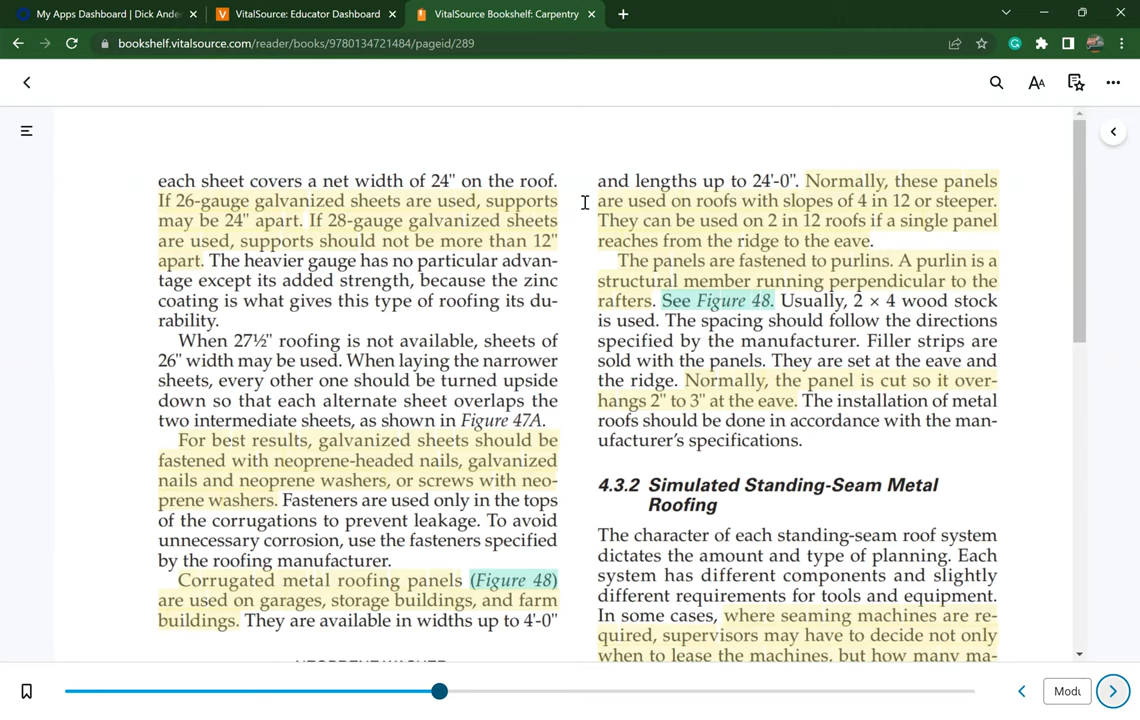 My Apps Dashboard | Dick Ander
VitalSource: Educator Dashboard
VitalSource Bookshelf: Carpentry
bookshelf.vitalsource.com/reader/books/9780134721484/pageid/289
each sheet covers a net width of 24" on the roof.
If 26-gauge galvanized sheets are used, supports
may be 24" apart. If 28-gauge galvanized sheets
are used, supports should not be more than 12"
apart. The heavier gauge has no particular advan-
tage except its added strength, because the zinc
coating is what gives this type of roofing its du-
rability.
When 27½" roofing is not available, sheets of
26" width may be used. When laying the narrower
sheets, every other one should be turned upside
down so that each alternate sheet overlaps the
two intermediate sheets, as shown in Figure 47A.
For best results, galvanized sheets should be
fastened with neoprene-headed nails, galvanized
nails and neoprene washers, or screws with neo-
prene washers. Fasteners are used only in the tops
of the corrugations to prevent leakage. To avoid
unnecessary corrosion, use the fasteners specified
by the roofing manufacturer.
Corrugated metal roofing panels (Figure 48)
are used on garages, storage buildings, and farm
buildings. They are available in widths up to 4'-0"
NEOPRENE WASHER
and lengths up to 24'-0". Normally, these panels
are used on roofs with slopes of 4 in 12 or steeper.
They can be used on 2 in 12 roofs if a single panel
reaches from the ridge to the eave.
The panels are fastened to purlins. A purlin is a
structural member running perpendicular to the
rafters. See Figure 48. Usually, 2 × 4 wood stock
is used. The spacing should follow the directions
specified by the manufacturer. Filler strips are
sold with the panels. They are set at the eave and
the ridge. Normally, the panel is cut so it over-
hangs 2" to 3" at the eave. The installation of metal
roofs should be done in accordance with the man-
ufacturer's specifications.
4.3.2 Simulated Standing-Seam Metal
Roofing
The character of each standing-seam roof system
dictates the amount and type of planning. Each
system has different components and slightly
different requirements for tools and equipment.
In some cases, where seaming machines are re-
quired, supervisors may have to decide not only
when to lease the machines, but how many ma-
Modu